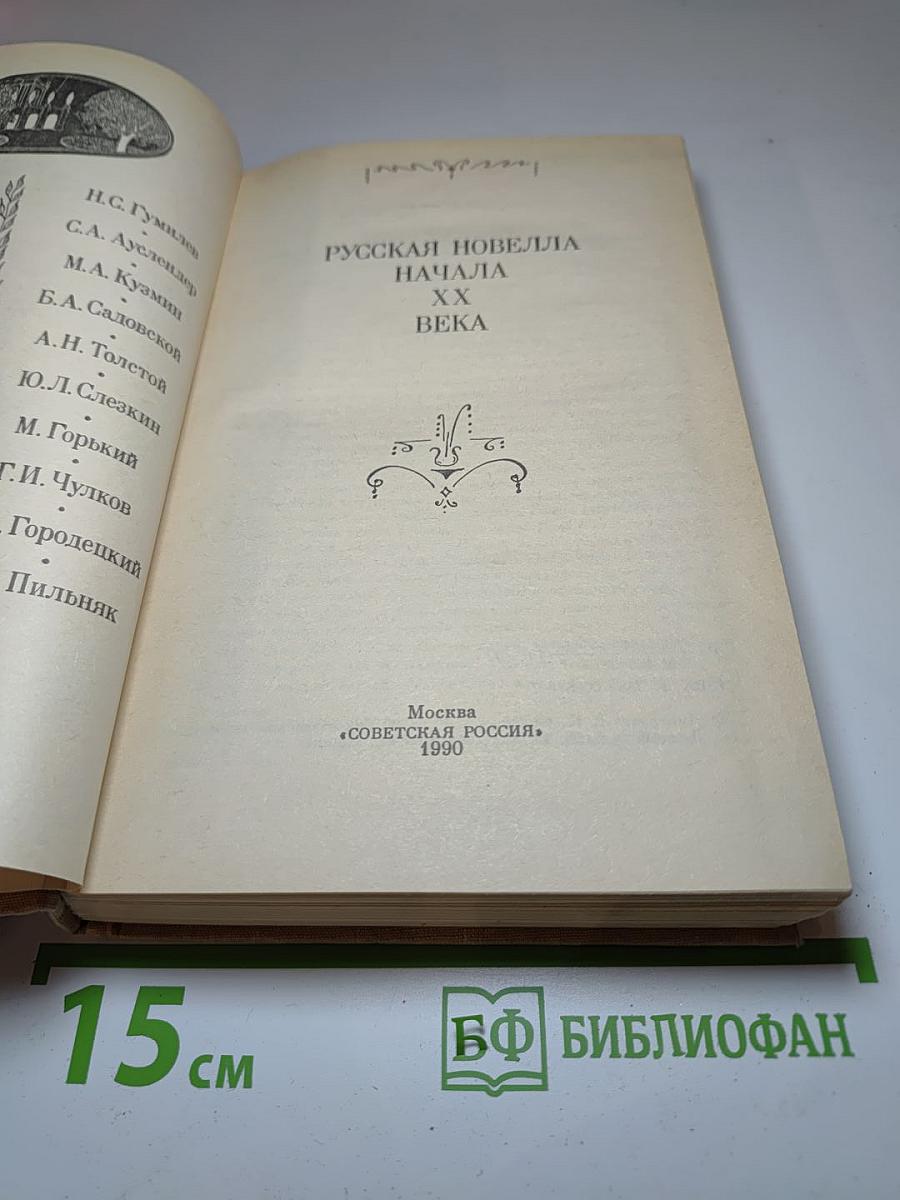 Н.С. Гумилев
С.А. Ауслендер
М.А. Кузмин
Б.А. Садовской
А.Н. Толстой
Ю.Л. Слезкин
М. Горький
Г.И. Чулков
Городецкий
Пильняк
РУССКАЯ НОВЕЛЛА
НАЧАЛА
XX
ВЕКА
Москва
«СОВЕТСКАЯ РОССИЯ»
1990
15 см
БФ БИБЛИОФАН